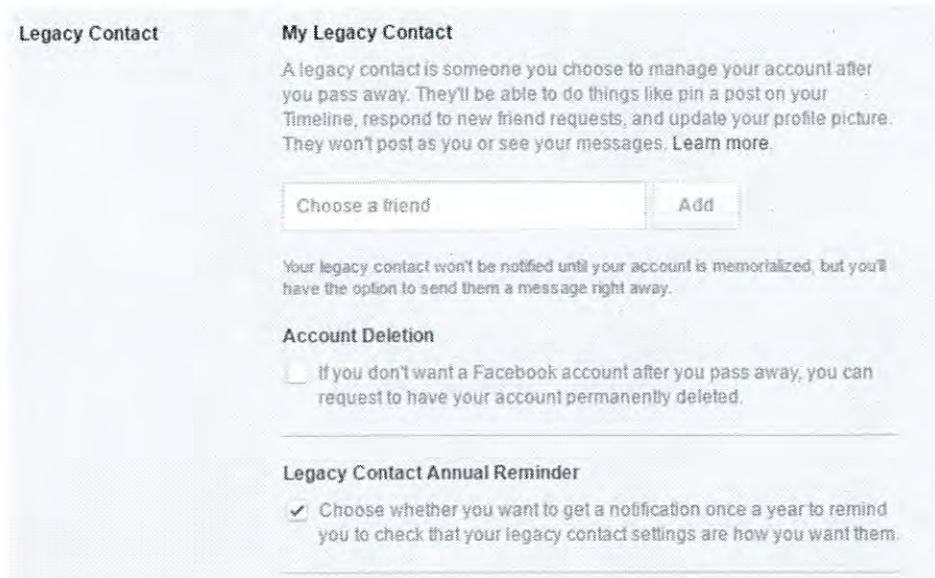 Legacy Contact
My Legacy Contact
A legacy contact is someone you choose to manage your account after
you pass away. They'll be able to do things like pin a post on your
Timeline, respond to new friend requests, and update your profile picture.
They won't post as you or see your messages. Learn more.
Choose a friend
Add
Your legacy contact won't be notified until your account is memorialized, but you'll
have the option to send them a message right away.
Account Deletion
If you don't want a Facebook account after you pass away, you can
request to have your account permanently deleted.
Legacy Contact Annual Reminder
Choose whether you want to get a notification once a year to remind
you to check that your legacy contact settings are how you want them.